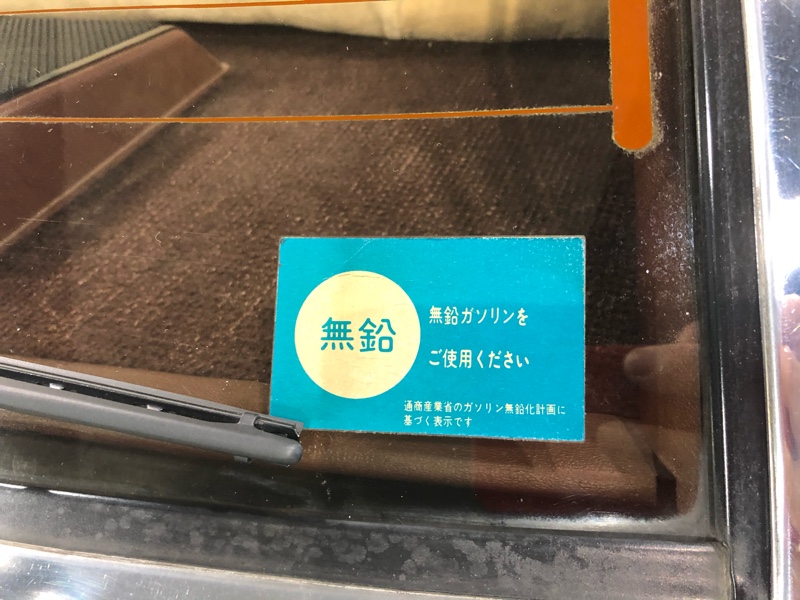 無鉛
無鉛ガソリンを
ご使用ください
通商産業省のガソリン無鉛化計画に
基づく表示です